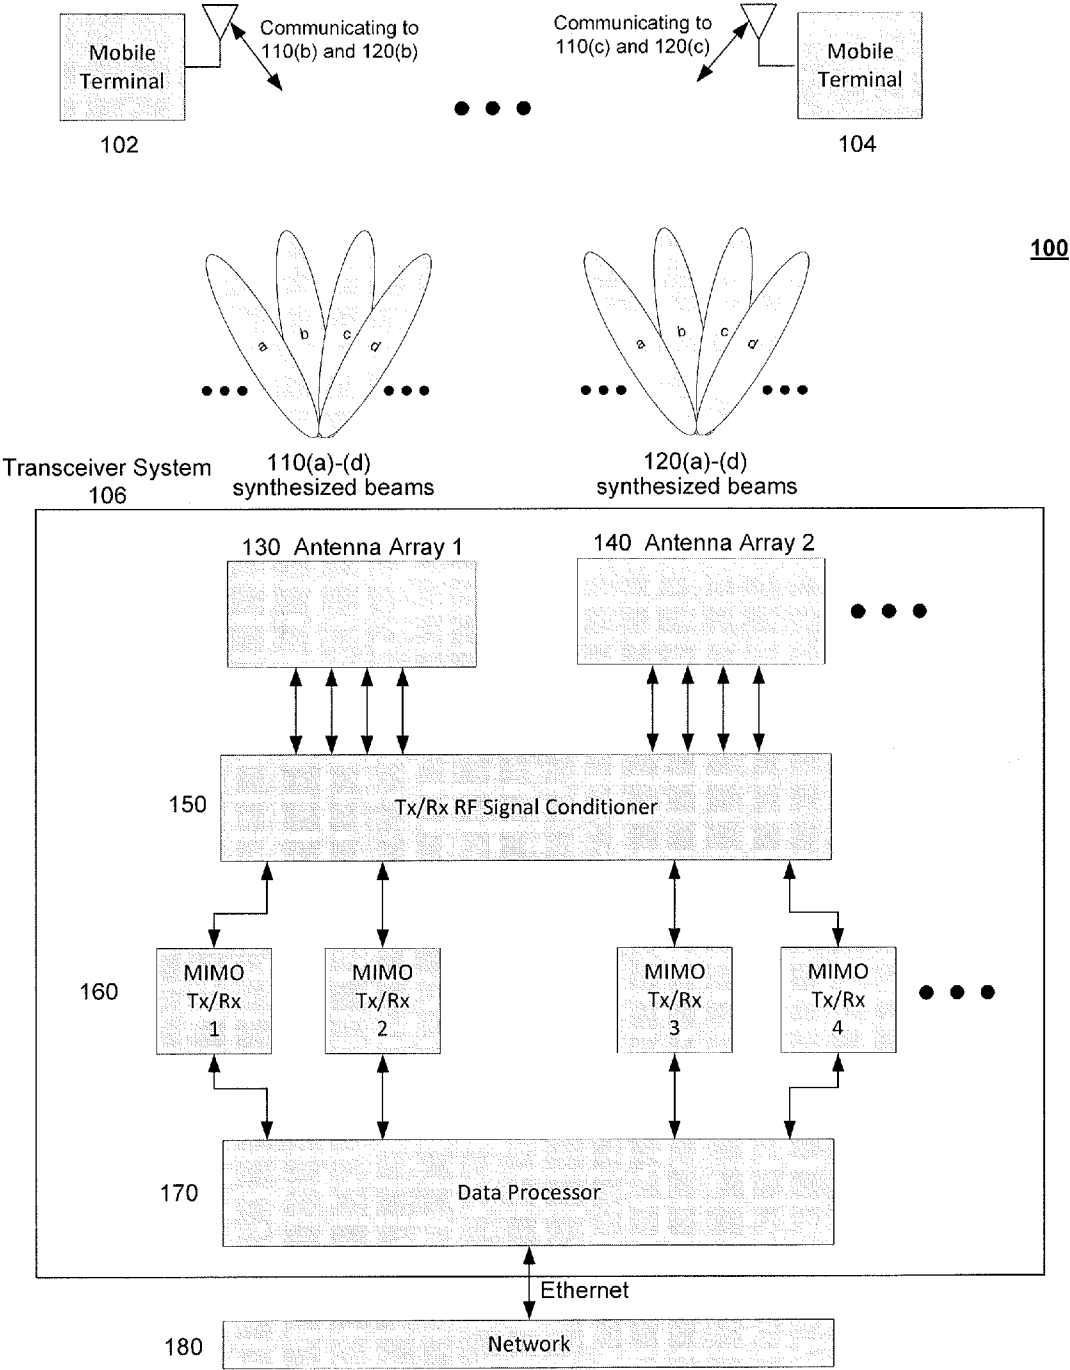 Mobile
Terminal
102
Communicating to
110(b) and 120(b)
Communicating to
110(c) and 120(c)
Mobile
Terminal
104
100
a
b
c
d
a
b
c
d
110(a)-(d)
synthesized beams
120(a)-(d)
synthesized beams
Transceiver System
106
130 Antenna Array 1
140 Antenna Array 2
150
Tx/Rx RF Signal Conditioner
160
MIMO
Tx/Rx
1
MIMO
Tx/Rx
2
MIMO
Tx/Rx
3
MIMO
Tx/Rx
4
170
Data Processor
Ethernet
180
Network